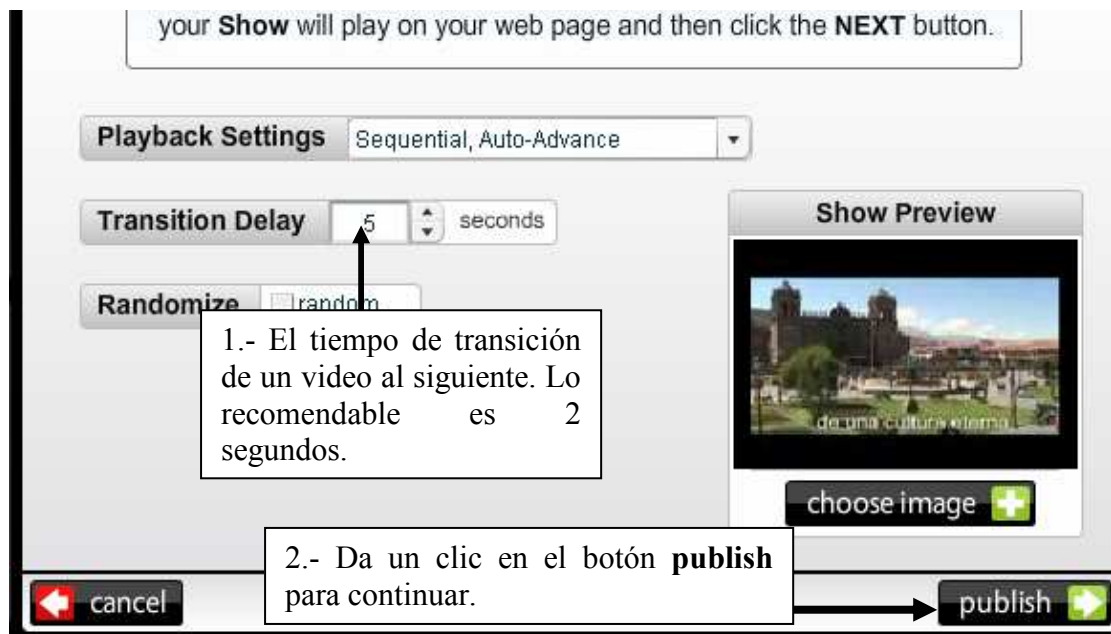 your Show will play on your web page and then click the NEXT button.
Playback Settings Sequential, Auto-Advance
Transition Delay 5 seconds
Show Preview
Randomize random
1.- El tiempo de transición
de un video al siguiente. Lo
recomendable es 2
segundos.
de una cultura eterna
choose image
2.- Da un clic en el botón publish
para continuar.
cancel
publish